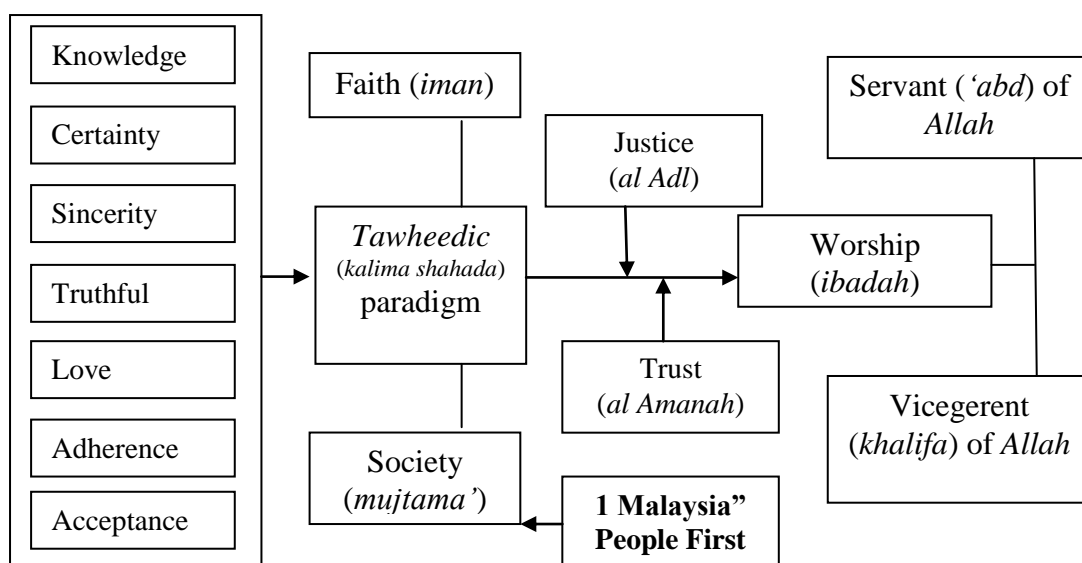 Knowledge
Certainty
Sincerity
Truthful
Love
Adherence
Acceptance
Faith (iman)
Tawheedic
(kalima shahada)
paradigm
Society
(mujtama’)
Justice
(al Adl)
Trust
(al Amanah)
1 Malaysia”
People First
Worship
(ibadah)
Servant (‘abd) of
Allah
Vicegerent
(khalifa) of Allah